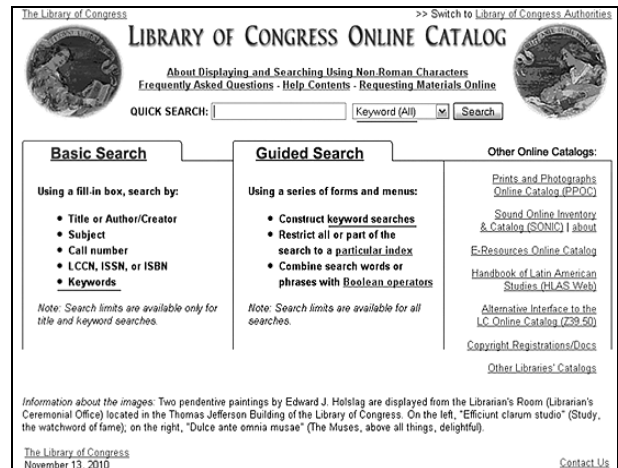 The Library of Congress >> Switch to Library of Congress Authorities
LIBRARY OF CONGRESS ONLINE CATALOG
About Displaying and Searching Using Non-Roman Characters
Frequently Asked Questions - Help Contents - Requesting Materials Online
QUICK SEARCH: Keyword (All) Search
Basic Search
Using a fill-in box, search by:
• Title or Author/Creator
• Subject
• Call number
• LCCN, ISSN, or ISBN
• Keywords
Note: Search limits are available only for
title and keyword searches.
Guided Search
Using a series of forms and menus:
• Construct keyword searches
• Restrict all or part of the
search to a particular index
• Combine search words or
phrases with Boolean operators
Note: Search limits are available for all
searches.
Other Online Catalogs:
Prints and Photographs
Online Catalog (PPOC)
Sound Online Inventory
& Catalog (SONIC) | about
E-Resources Online Catalog
Handbook of Latin American
Studies (HLAS Web)
Alternative Interface to the
LC Online Catalog (Z39.50)
Copyright Registrations/Docs
Other Libraries' Catalogs
Information about the images: Two pendentive paintings by Edward J. Holslag are displayed from the Librarian's Room (Librarian's
Ceremonial Office) located in the Thomas Jefferson Building of the Library of Congress. On the left, "Efficiunt clarum studio" (Study,
the watchword of fame); on the right, "Dulce ante omnia musae" (The Muses, above all things, delightful).
The Library of Congress
November 13, 2010 Contact Us